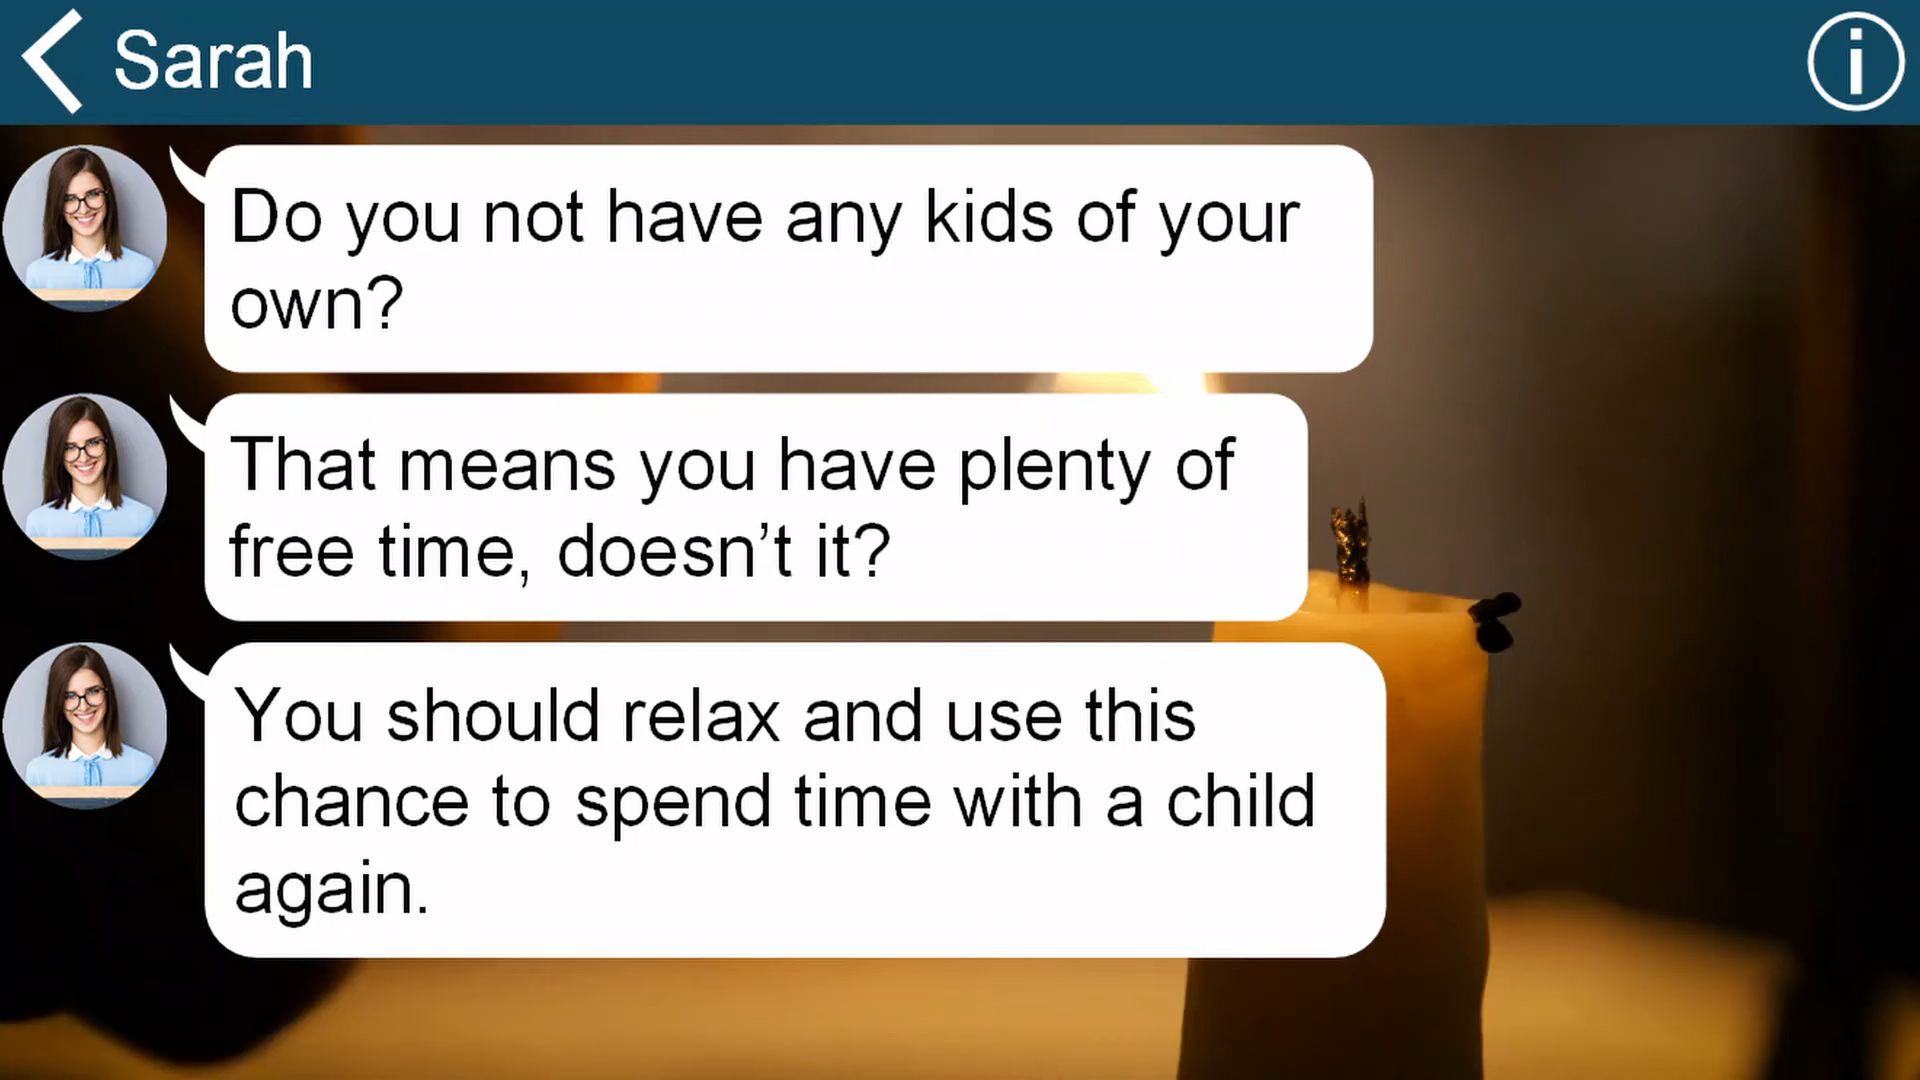 Sarah
Do you not have any kids of your
own?
That means you have plenty of
free time, doesn’t it?
You should relax and use this
chance to spend time with a child
again.